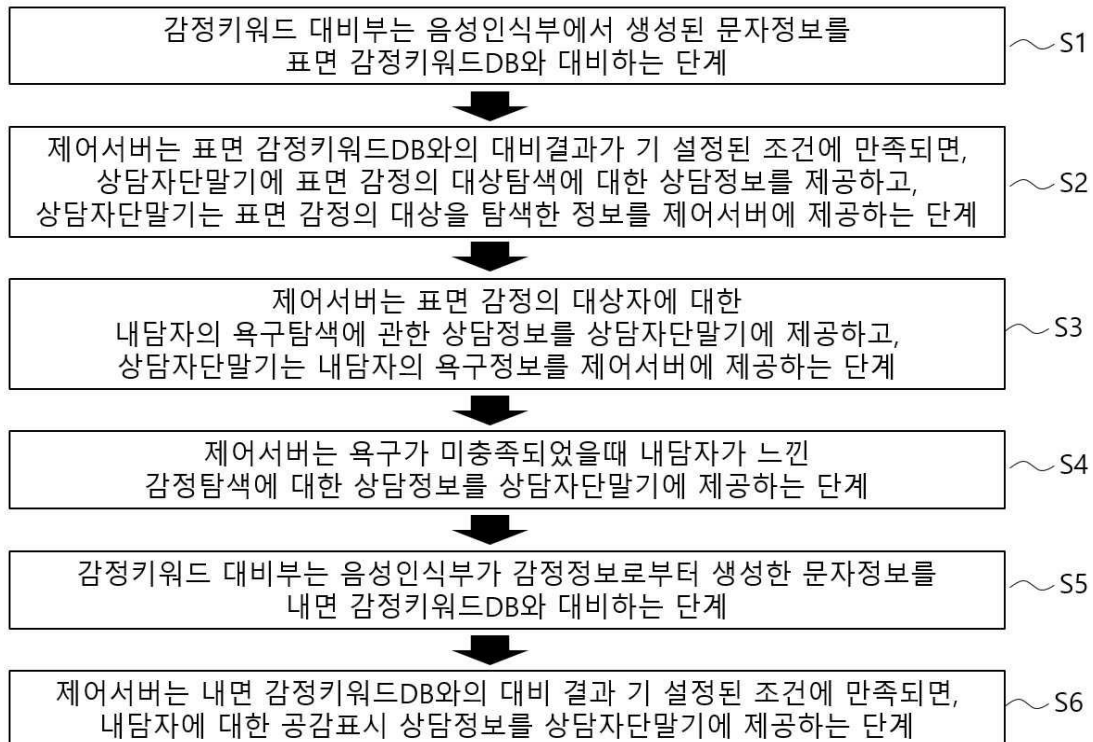 감정키워드 대비부는 음성인식부에서 생성된 문자정보를
표면 감정키워드DB와 대비하는 단계
S1
제어서버는 표면 감정키워드DB와의 대비결과가 기 설정된 조건에 만족되면,
상담자단말기에 표면 감정의 대상탐색에 대한 상담정보를 제공하고,
상담자단말기는 표면 감정의 대상을 탐색한 정보를 제어서버에 제공하는 단계
S2
제어서버는 표면 감정의 대상자에 대한
내담자의 욕구탐색에 관한 상담정보를 상담자단말기에 제공하고,
상담자단말기는 내담자의 욕구정보를 제어서버에 제공하는 단계
S3
제어서버는 욕구가 미충족되었을때 내담자가 느낀
감정탐색에 대한 상담정보를 상담자단말기에 제공하는 단계
S4
감정키워드 대비부는 음성인식부가 감정정보로부터 생성한 문자정보를
내면 감정키워드DB와 대비하는 단계
S5
제어서버는 내면 감정키워드DB와의 대비 결과 기 설정된 조건에 만족되면,
내담자에 대한 공감표시 상담정보를 상담자단말기에 제공하는 단계
S6